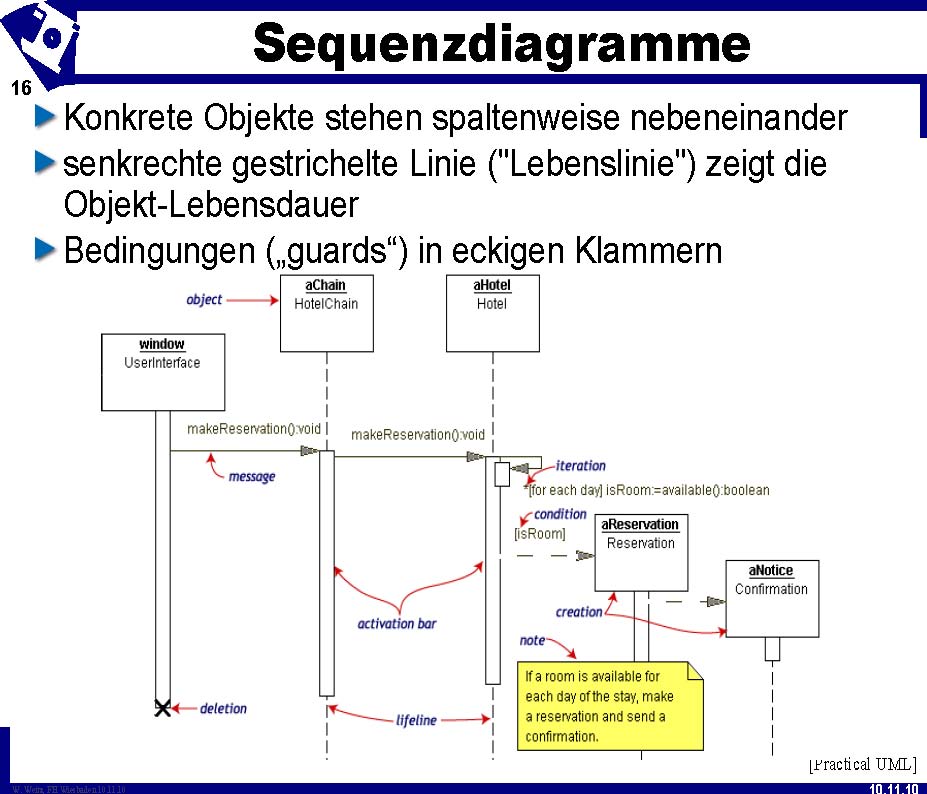 Sequenzdiagramme
16
Konkrete Objekte stehen spaltenweise nebeneinander
senkrechte gestrichelte Linie ("Lebenslinie") zeigt die
Objekt-Lebensdauer
Bedingungen („guards“) in eckigen Klammern
object
aChain
HotelChain
aHotel
Hotel
window
UserInterface
makeReservation():void
makeReservation():void
message
iteration
*[for each day] isRoom:=available():boolean
condition
[isRoom]
aReservation
Reservation
aNotice
Confirmation
creation
activation bar
note
If a room is available for
each day of the stay, make
a reservation and send a
confirmation.
deletion
lifeline
[Practical UML]
W. Weitz, FH Wiesbaden 10.11.10
10.11.10